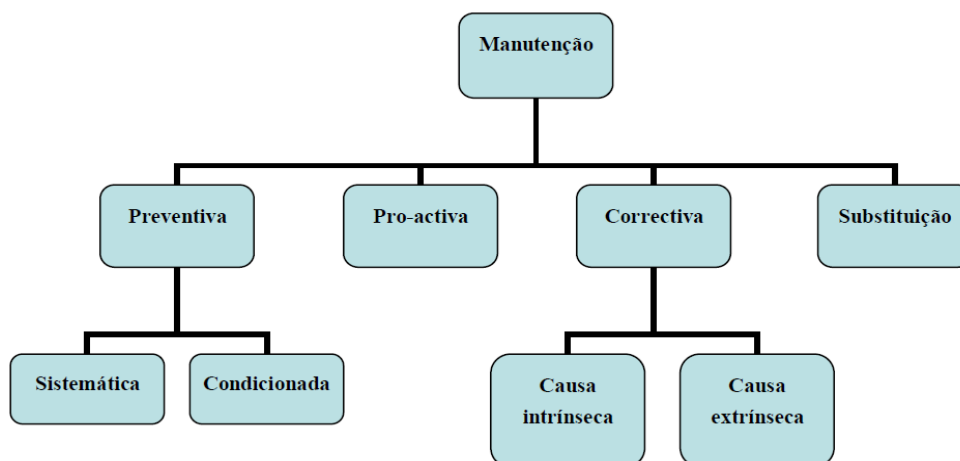 Manutenção
Preventiva
Pro-activa
Correctiva
Substituição
Sistemática
Condicionada
Causa
intrínseca
Causa
extrínseca